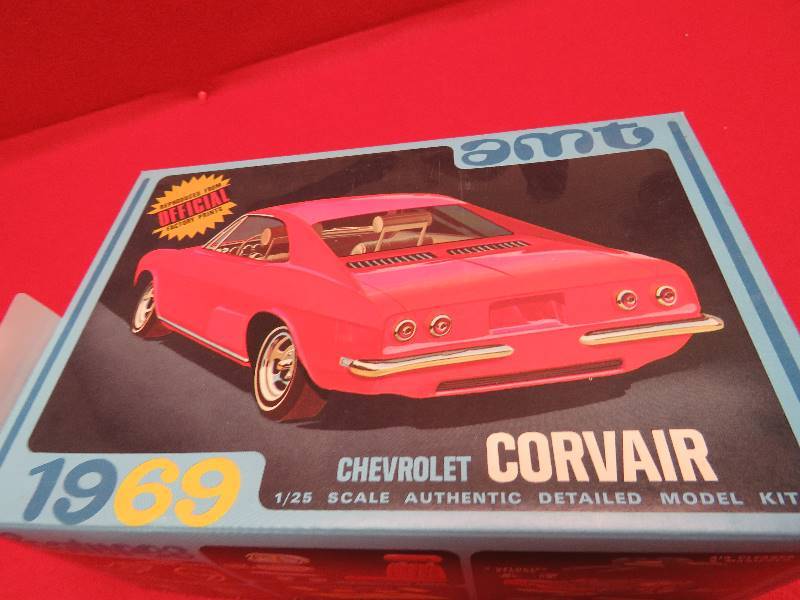 amt
REPRODUCED FROM
OFFICIAL
FACTORY PRINTS
CHEVROLET CORVAIR
1969
1/25 SCALE AUTHENTIC DETAILED MODEL KIT